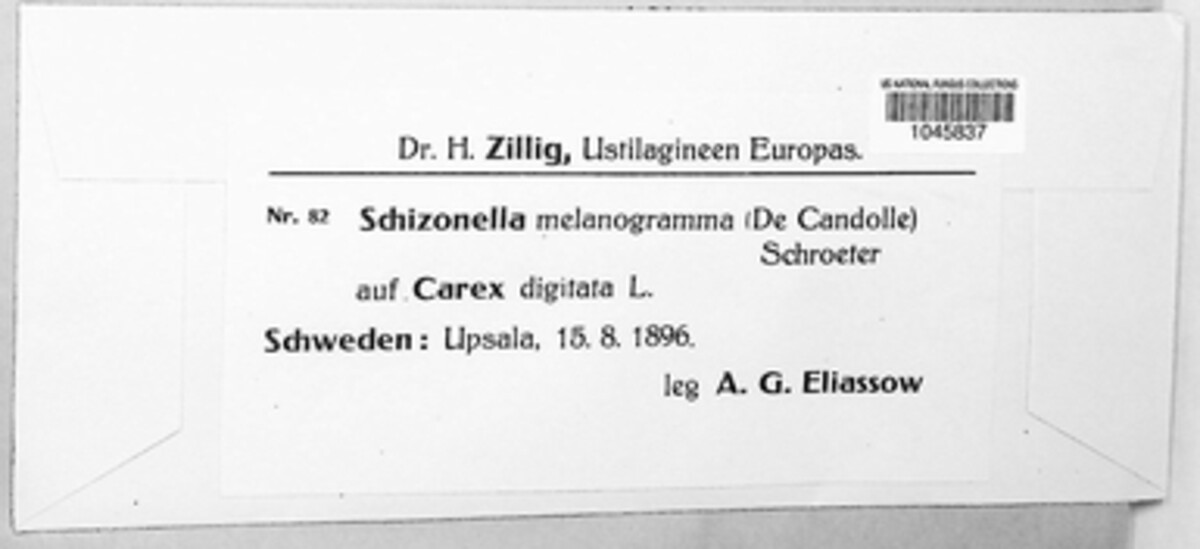 US NATIONAL FUNGUS COLLECTIONS
1045837
Dr. H. Zillig, Ustilagineen Europas.
Nr. 82 Schizonella melanogramma (De Candolle)
Schroeter
auf Carex digitata L.
Schweden: Upsala, 15. 8. 1896.
leg A. G. Eliassow